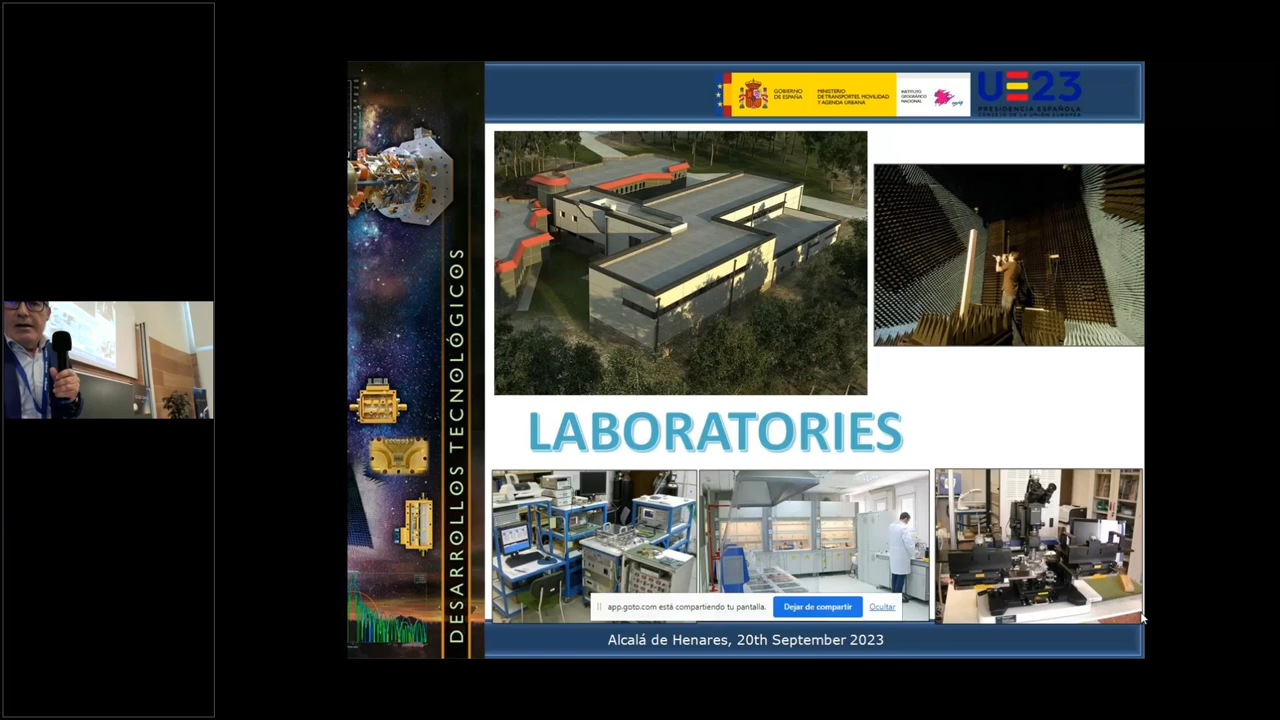 GOBIERNO
DE ESPAÑA
MINISTERIO
DE TRANSPORTES, MOVILIDAD
Y AGENDA URBANA
INSTITUTO
GEOGRÁFICO
NACIONAL
UE23
PRESIDENCIA ESPAÑOLA
CONSEJO DE LA UNIÓN EUROPEA
DESARROLLOS TECNOLÓGICOS
LABORATORIES
app.goto.com está compartiendo tu pantalla.
Dejar de compartir
Ocultar
Alcalá de Henares, 20th September 2023